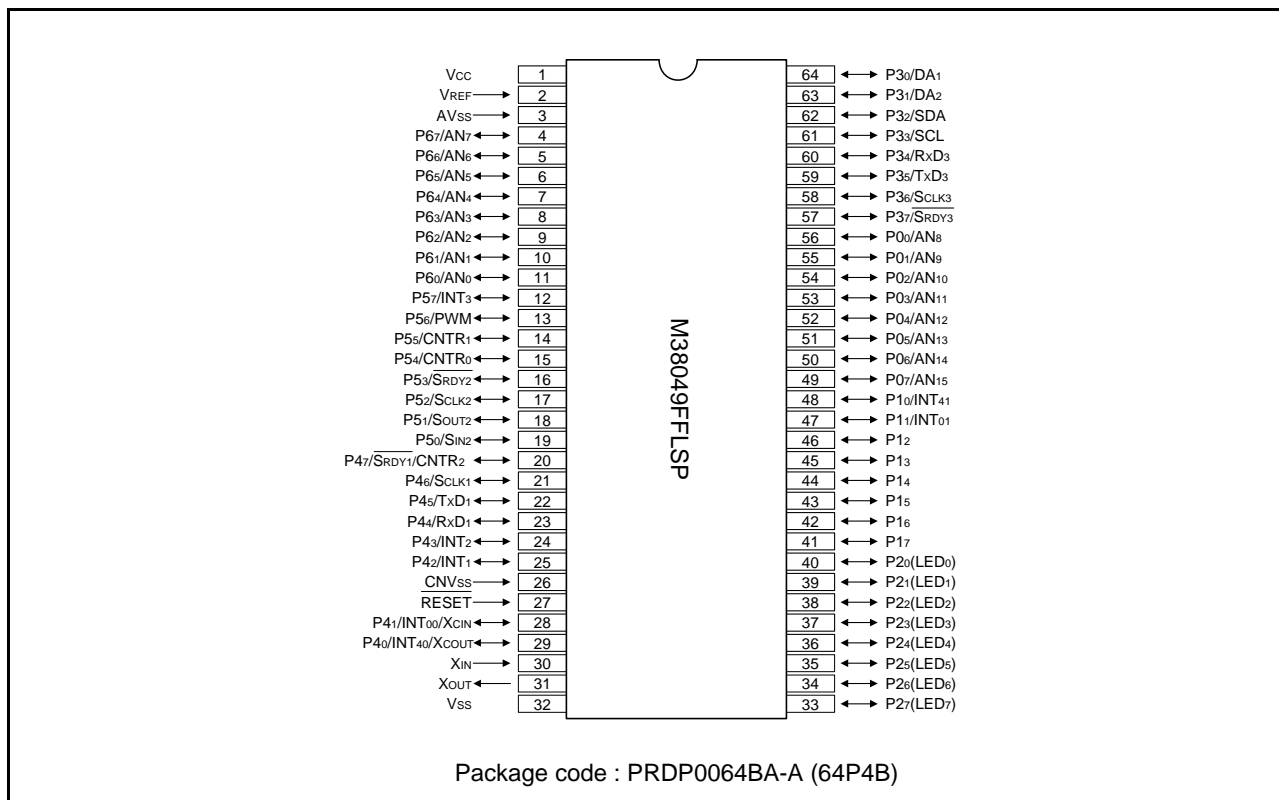 VCC 1
VREF 2
AVSS 3
P67/AN7 4
P66/AN6 5
P65/AN5 6
P64/AN4 7
P63/AN3 8
P62/AN2 9
P61/AN1 10
P60/AN0 11
P57/INT3 12
P56/PWM 13
P55/CNTR1 14
P54/CNTR0 15
P53/SRDY2 16
P52/SCLK2 17
P51/SOUT2 18
P50/SIN2 19
P47/SRDY1/CNTR2 20
P46/SCLK1 21
P45/TXD1 22
P44/RXD1 23
P43/INT2 24
P42/INT1 25
CNVSS 26
RESET 27
P41/INT00/XCIN 28
P40/INT40/XCOUT 29
XIN 30
XOUT 31
VSS 32
M38049FFLSP
64 P30/DA1
63 P31/DA2
62 P32/SDA
61 P33/SCL
60 P34/RXD3
59 P35/TXD3
58 P36/SCLK3
57 P37/SRDY3
56 P00/AN8
55 P01/AN9
54 P02/AN10
53 P03/AN11
52 P04/AN12
51 P05/AN13
50 P06/AN14
49 P07/AN15
48 P10/INT41
47 P11/INT01
46 P12
45 P13
44 P14
43 P15
42 P16
41 P17
40 P20(LED0)
39 P21(LED1)
38 P22(LED2)
37 P23(LED3)
36 P24(LED4)
35 P25(LED5)
34 P26(LED6)
33 P27(LED7)
Package code : PRDP0064BA-A (64P4B)